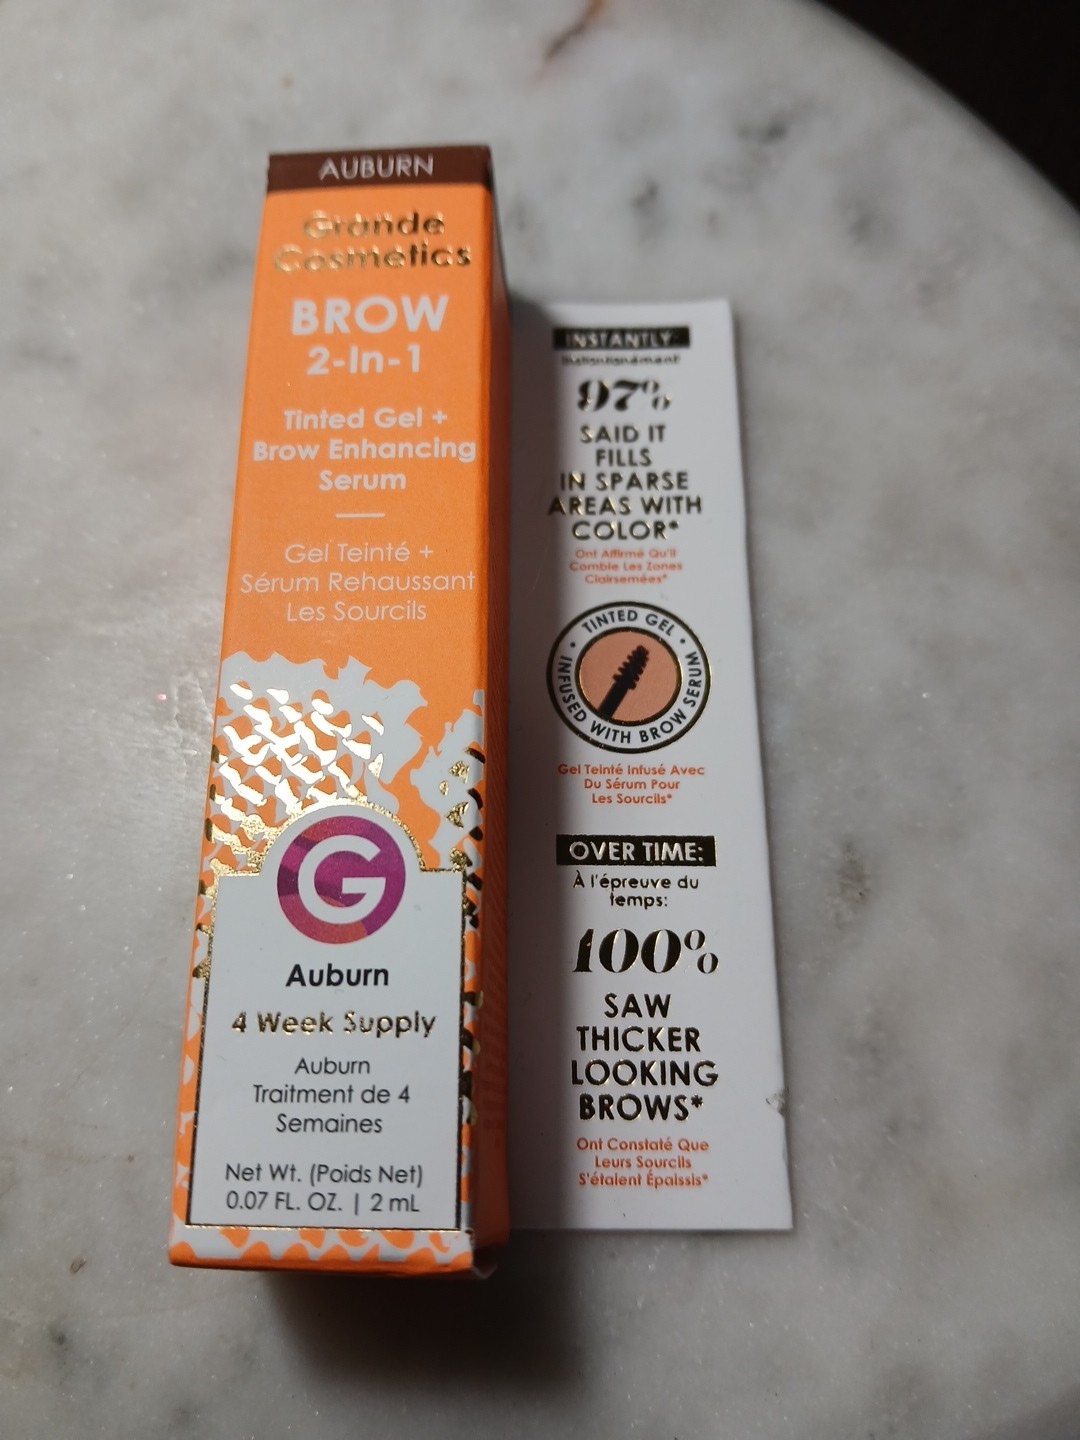 AUBURN
Grande
Cosmetics
BROW
2-In-1
Tinted Gel +
Brow Enhancing
Serum
Gel Teinté +
Sérum Rehaussant
Les Sourcils
G
Auburn
4 Week Supply
Auburn
Traitment de 4
Semaines
Net Wt. (Poids Net)
0.07 FL. OZ. | 2 mL
INSTANTLY:
Instantanément
97%
SAID IT
FILLS
IN SPARSE
AREAS WITH
COLOR*
Ont Affirmé Qu'il
Comble Les Zones
Clairsemées*
• TINTED GEL •
INFUSED WITH BROW SERUM
Gel Teinté Infusé Avec
Du Sérum Pour
Les Sourcils*
OVER TIME:
À l'épreuve du
temps:
100%
SAW
THICKER
LOOKING
BROWS*
Ont Constaté Que
Leurs Sourcils
S'étaient Épaissis*